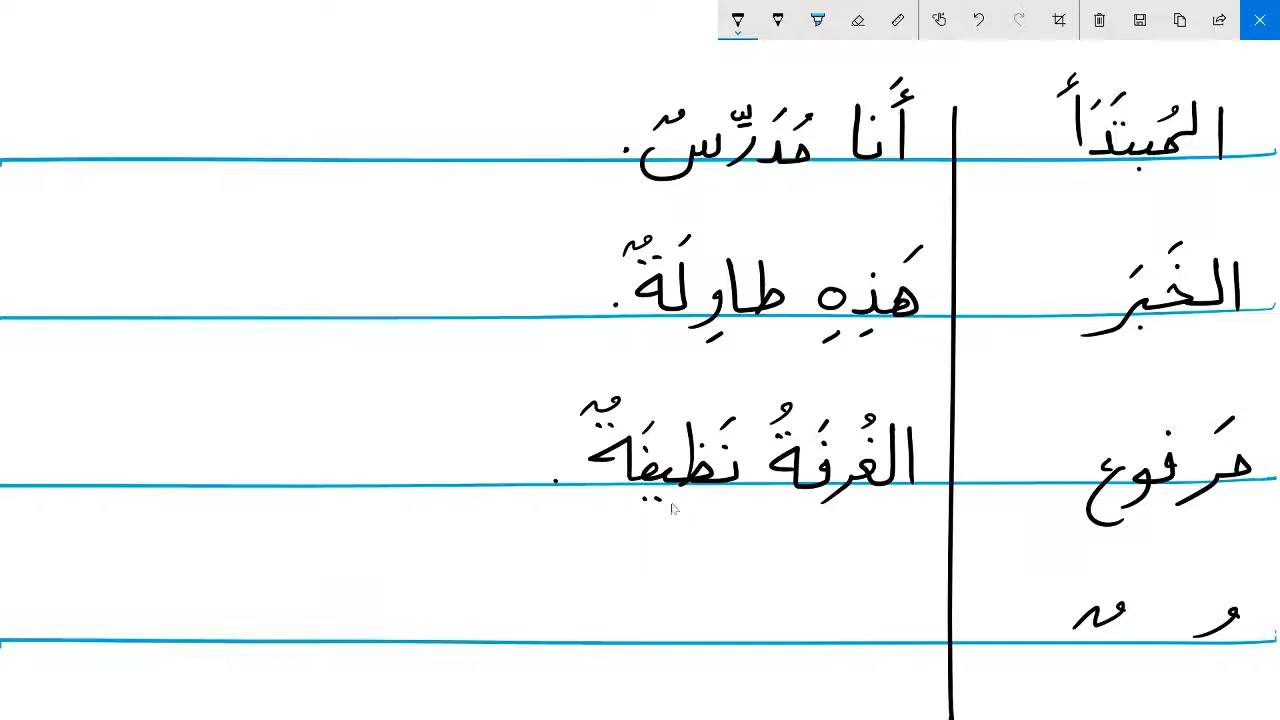 المُبتَدَأ أَنا مُدَرِّسٌ.
الخَبَر هَذِهِ طاوِلَةٌ.
مَرفوع الغُرفَةُ نَظيفَةٌ.
ُ ٌ